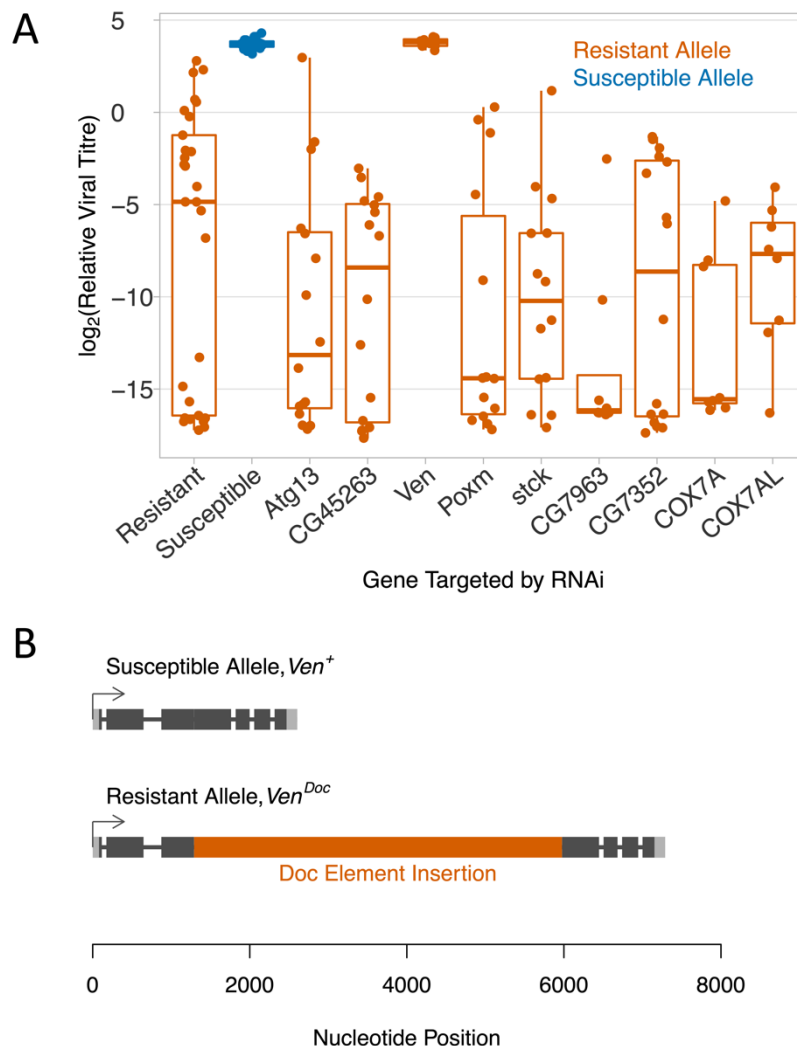 A
5
0
−5
−10
−15
log2(Relative Viral Titre)
Resistant Allele
Susceptible Allele
Resistant
Susceptible
Atg13
CG45263
Ven
Poxm
stck
CG7963
CG7352
COX7A
COX7AL
Gene Targeted by RNAi
B
Susceptible Allele, Ven+
Resistant Allele, VenDoc
Doc Element Insertion
0 2000 4000 6000 8000
Nucleotide Position